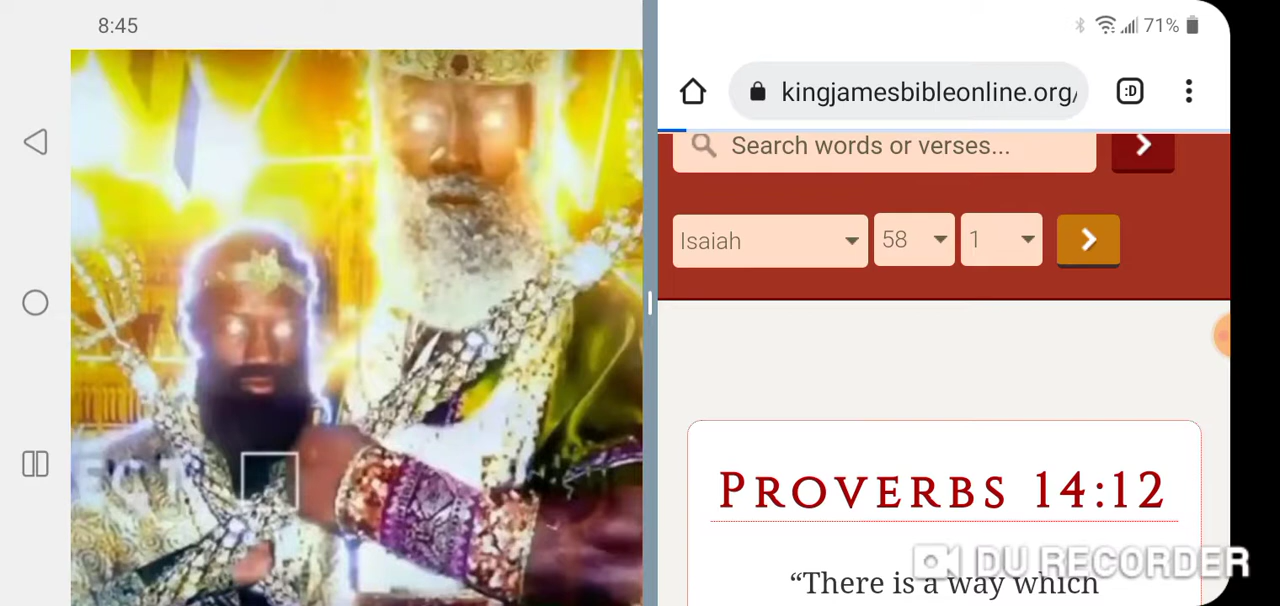 8:45
71%
kingjamesbibleonline.org/
:D
Search words or verses...
Isaiah
58
1
PROVERBS 14:12
“There is a way which
DU RECORDER